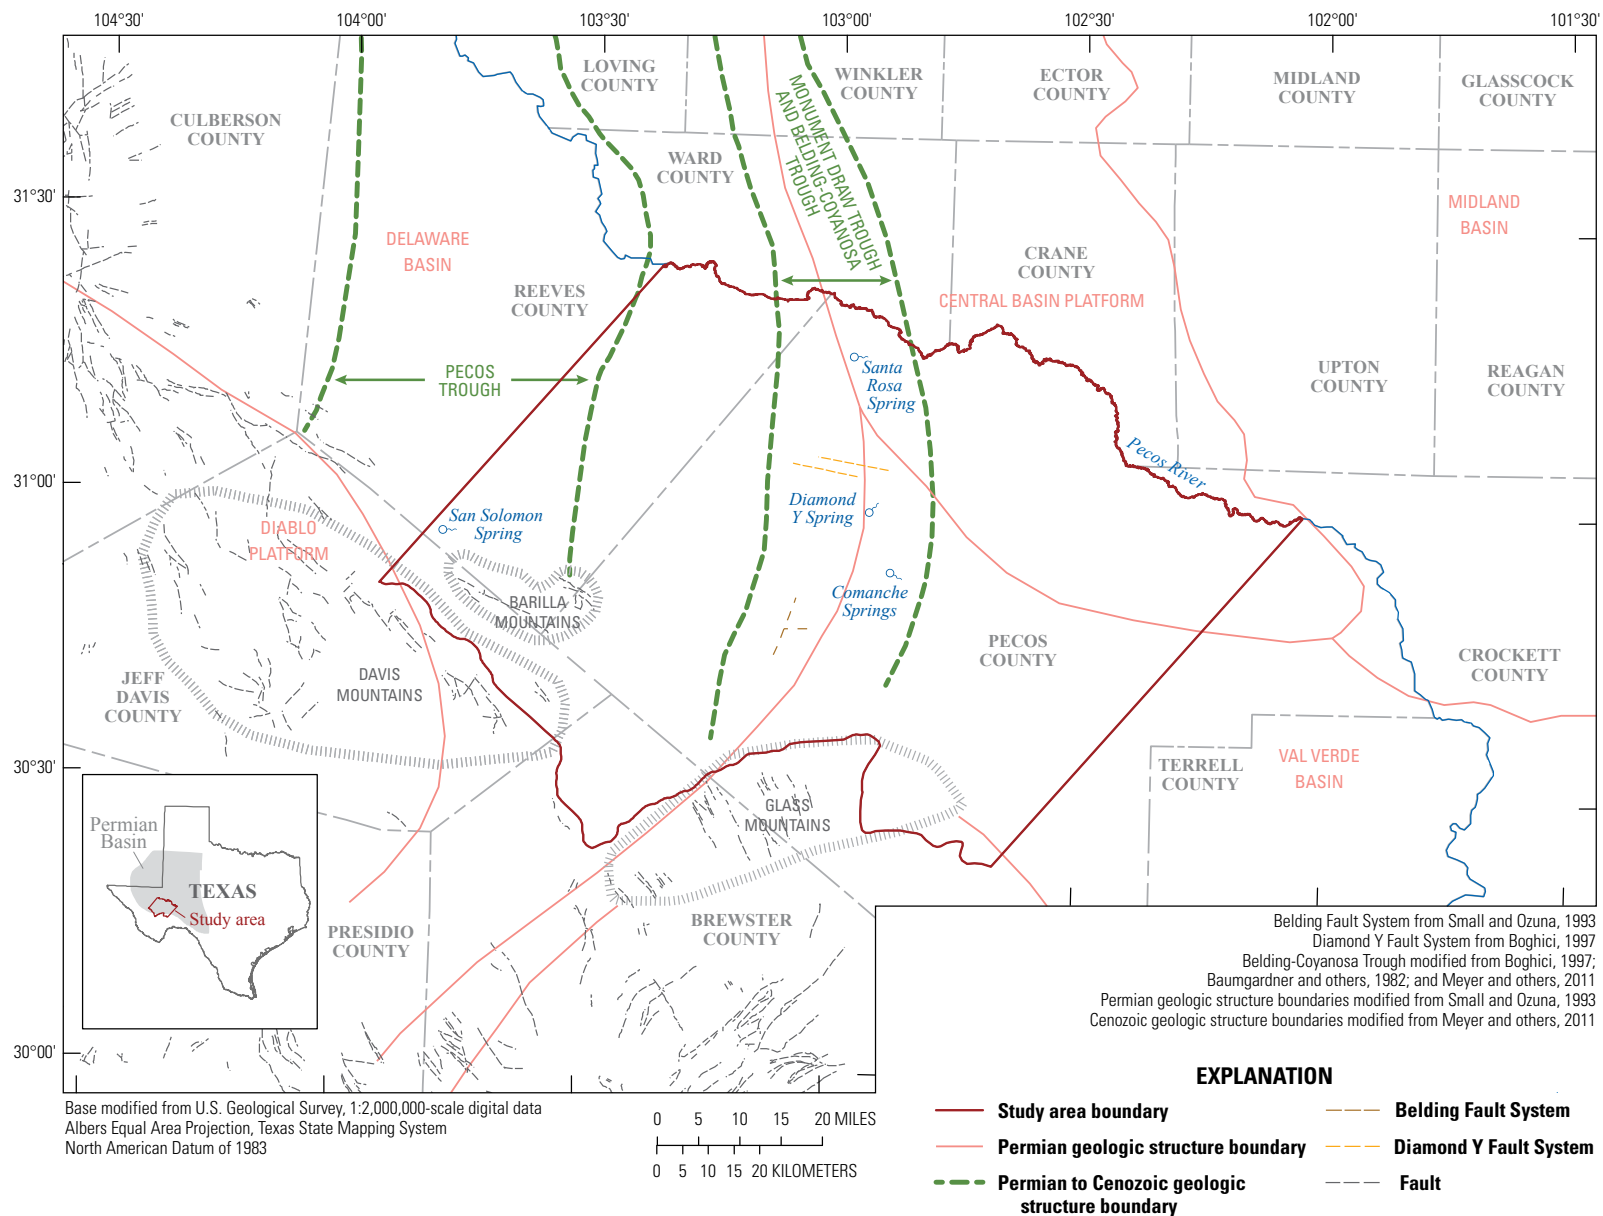 104°30'
104°00'
103°30'
103°00'
102°30'
102°00'
101°30'
31°30'
31°00'
30°30'
30°00'
CULBERSON
COUNTY
LOVING
COUNTY
WINKLER
COUNTY
ECTOR
COUNTY
MIDLAND
COUNTY
GLASSCOCK
COUNTY
WARD
COUNTY
MONUMENT DRAW TROUGH
AND BELDING-COYANOSA
TROUGH
DELAWARE
BASIN
MIDLAND
BASIN
REEVES
COUNTY
CRANE
COUNTY
CENTRAL BASIN PLATFORM
PECOS
TROUGH
Santa
Rosa
Spring
UPTON
COUNTY
REAGAN
COUNTY
Pecos River
Diamond
Y Spring
San Solomon
Spring
DIABLO
PLATFORM
Comanche
Springs
BARILLA
MOUNTAINS
PECOS
COUNTY
CROCKETT
COUNTY
JEFF
DAVIS
COUNTY
DAVIS
MOUNTAINS
TERRELL
COUNTY
VAL VERDE
BASIN
GLASS
MOUNTAINS
PRESIDIO
COUNTY
BREWSTER
COUNTY
Permian
Basin
TEXAS
Study area
Belding Fault System from Small and Ozuna, 1993
Diamond Y Fault System from Boghici, 1997
Belding-Coyanosa Trough modified from Boghici, 1997;
Baumgardner and others, 1982; and Meyer and others, 2011
Permian geologic structure boundaries modified from Small and Ozuna, 1993
Cenozoic geologic structure boundaries modified from Meyer and others, 2011
Base modified from U.S. Geological Survey, 1:2,000,000-scale digital data
Albers Equal Area Projection, Texas State Mapping System
North American Datum of 1983
0 5 10 15 20 MILES
0 5 10 15 20 KILOMETERS
EXPLANATION
Study area boundary
Permian geologic structure boundary
Permian to Cenozoic geologic
structure boundary
Belding Fault System
Diamond Y Fault System
Fault